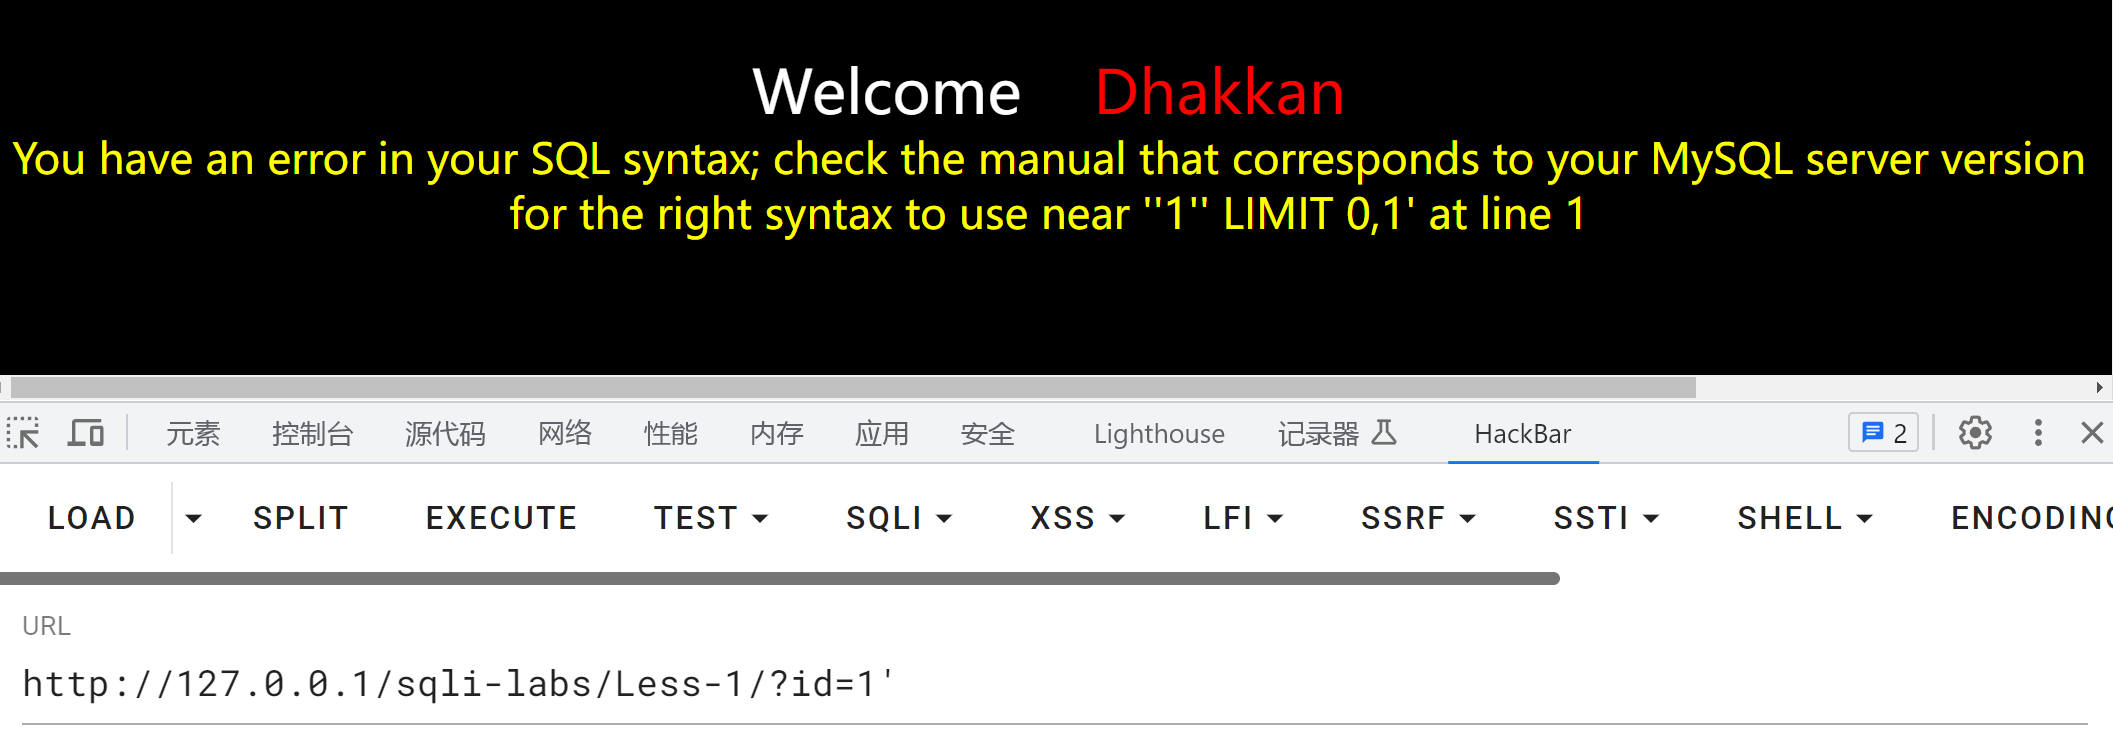 Welcome Dhakkan
You have an error in your SQL syntax; check the manual that corresponds to your MySQL server version
for the right syntax to use near ''1'' LIMIT 0,1' at line 1
元素 控制台 源代码 网络 性能 内存 应用 安全 Lighthouse 记录器 HackBar 2
LOAD SPLIT EXECUTE TEST SQLI XSS LFI SSRF SSTI SHELL ENCODING
URL
http://127.0.0.1/sqli-labs/Less-1/?id=1'